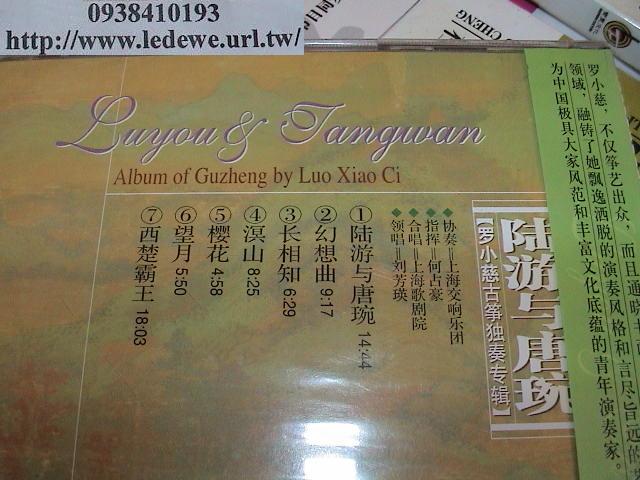 0938410193
http://www.ledewe.url.tw/
CHENG
罗小慈,不仅筝艺出众,而且通晓
领域,融铸了她飘逸洒脱的演奏风格和言尽旨远的
为中国极具大家风范和丰富文化底蕴的青年演奏家。
Luyou & Tangwan
Album of Guzheng by Luo Xiao Ci
陆游与唐琬
【罗小慈古筝独奏专辑】
◆协奏=上海交响乐团
◆指挥=何占豪
◆合唱=上海歌剧院
◆领唱=刘芳瑛
①陆游与唐琬 14:44
②幻想曲 9:17
③长相知 6:29
④溟山 8:25
⑤樱花 4:58
⑥望月 5:50
⑦西楚霸王 18:03